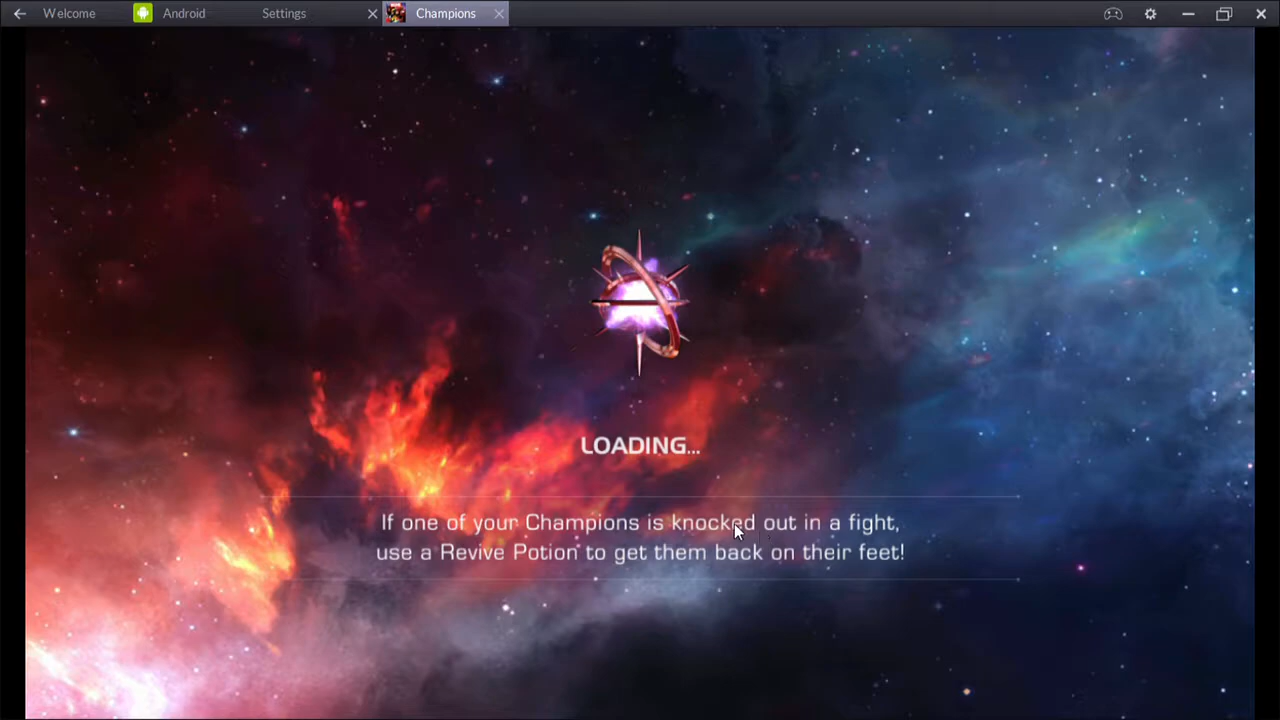 Welcome Android Settings Champions
LOADING...
If one of your Champions is knocked out in a fight,
use a Revive Potion to get them back on their feet!